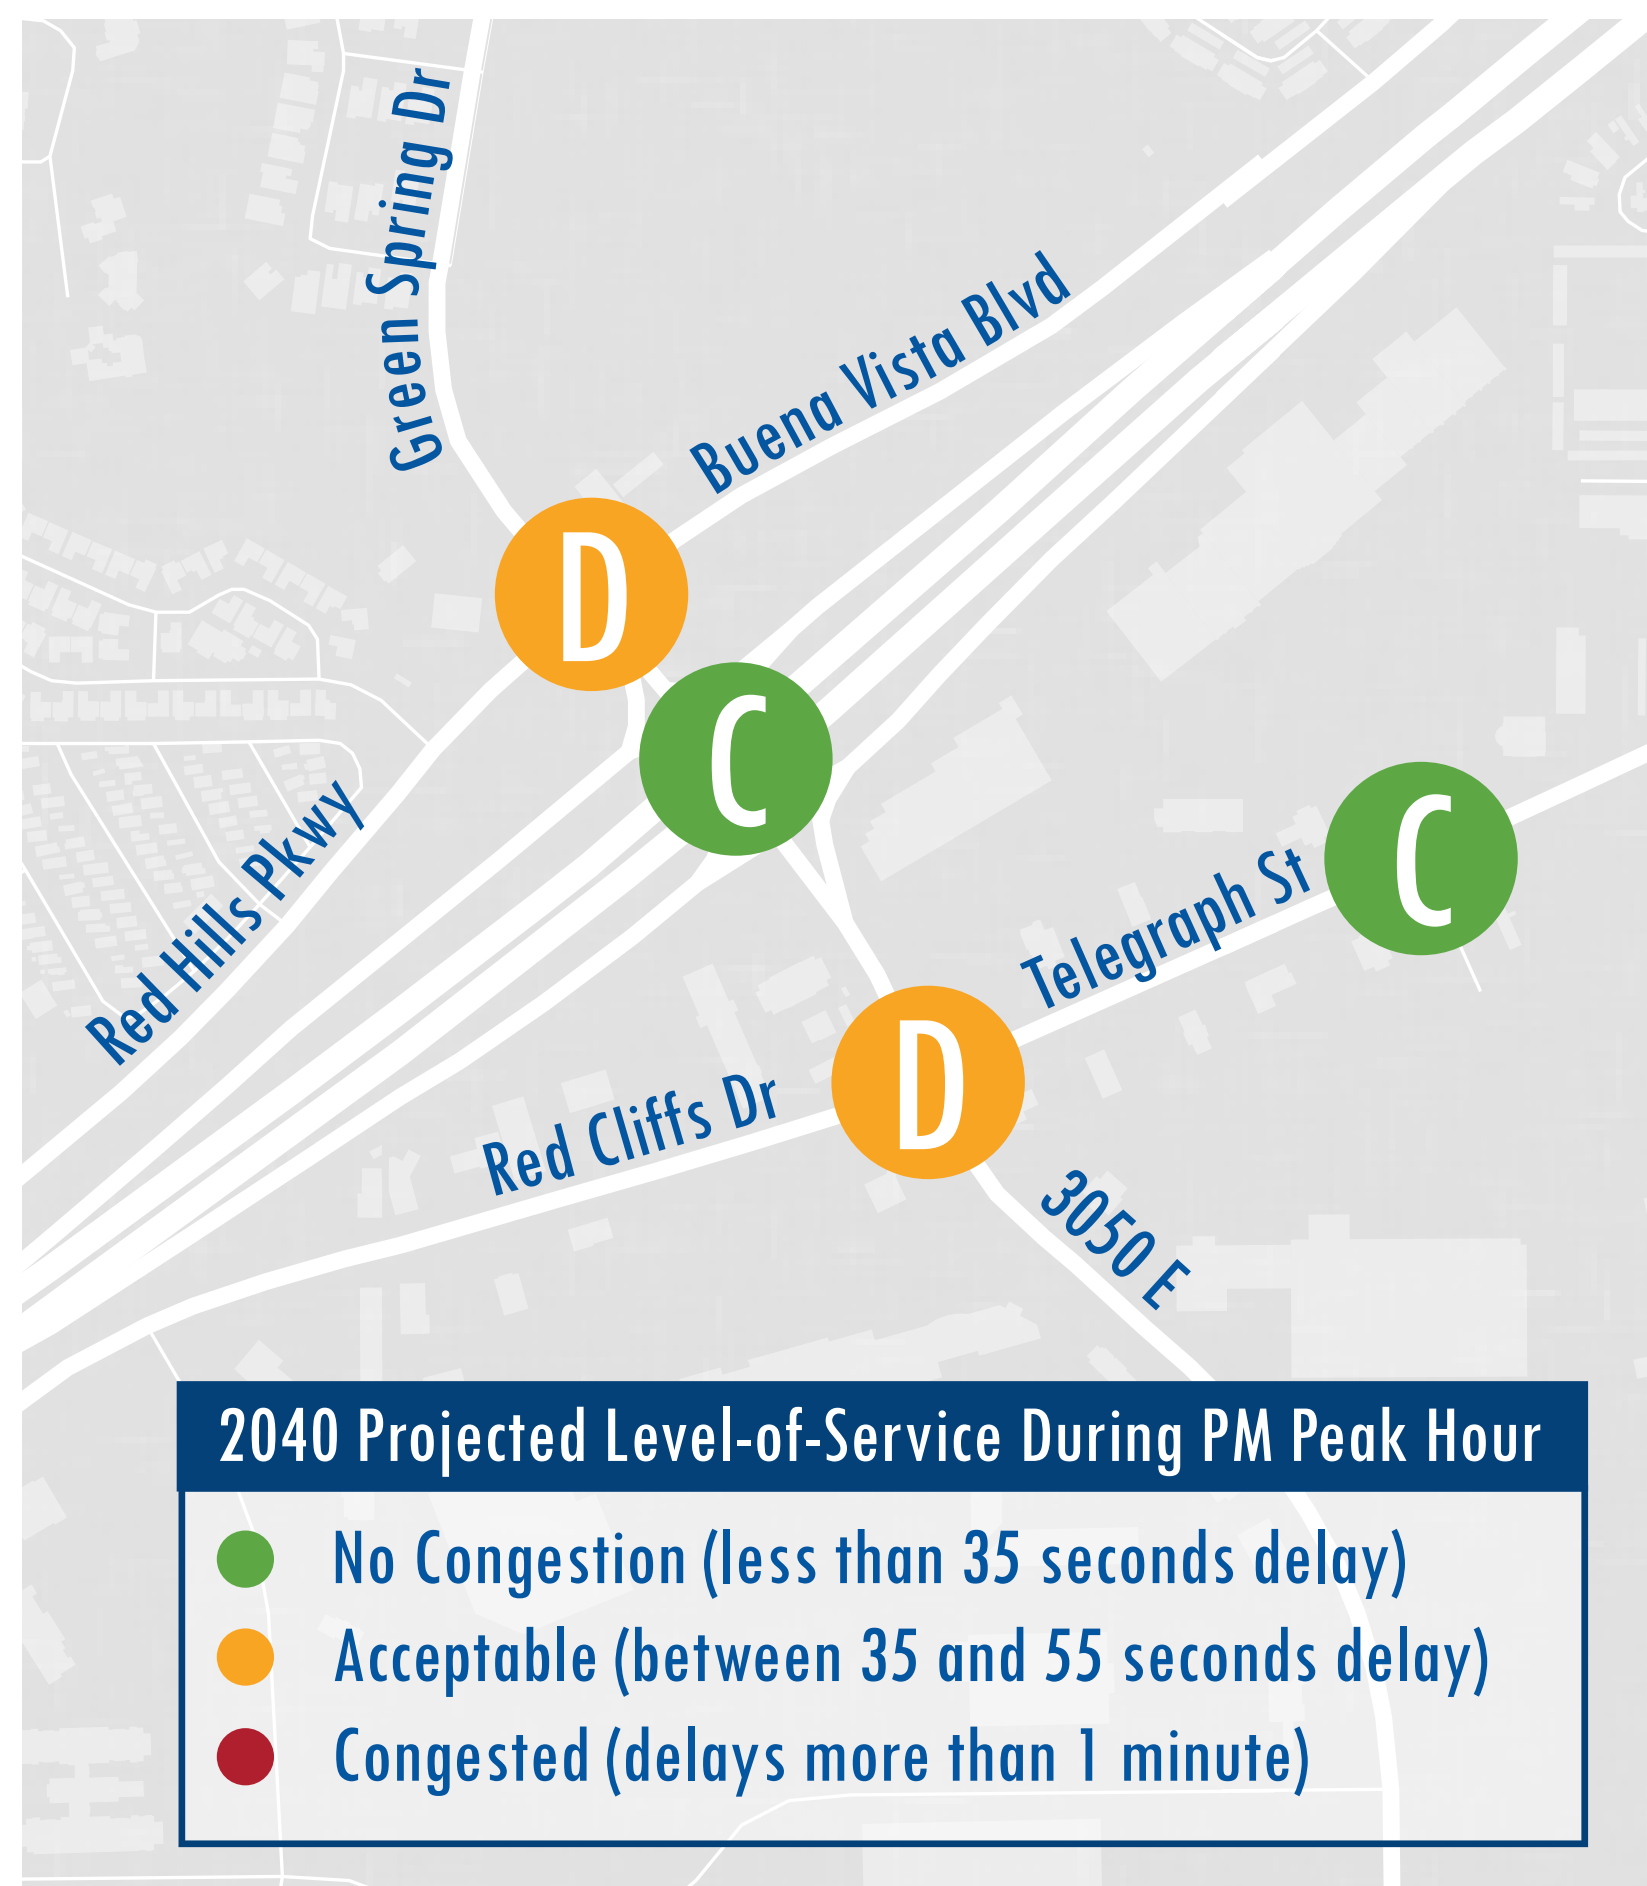 Green Spring Dr
Buena Vista Blvd
D
C
Red Hills Pkwy
C
Telegraph St
D
Red Cliffs Dr
3050 E
2040 Projected Level-of-Service During PM Peak Hour
No Congestion (less than 35 seconds delay)
Acceptable (between 35 and 55 seconds delay)
Congested (delays more than 1 minute)